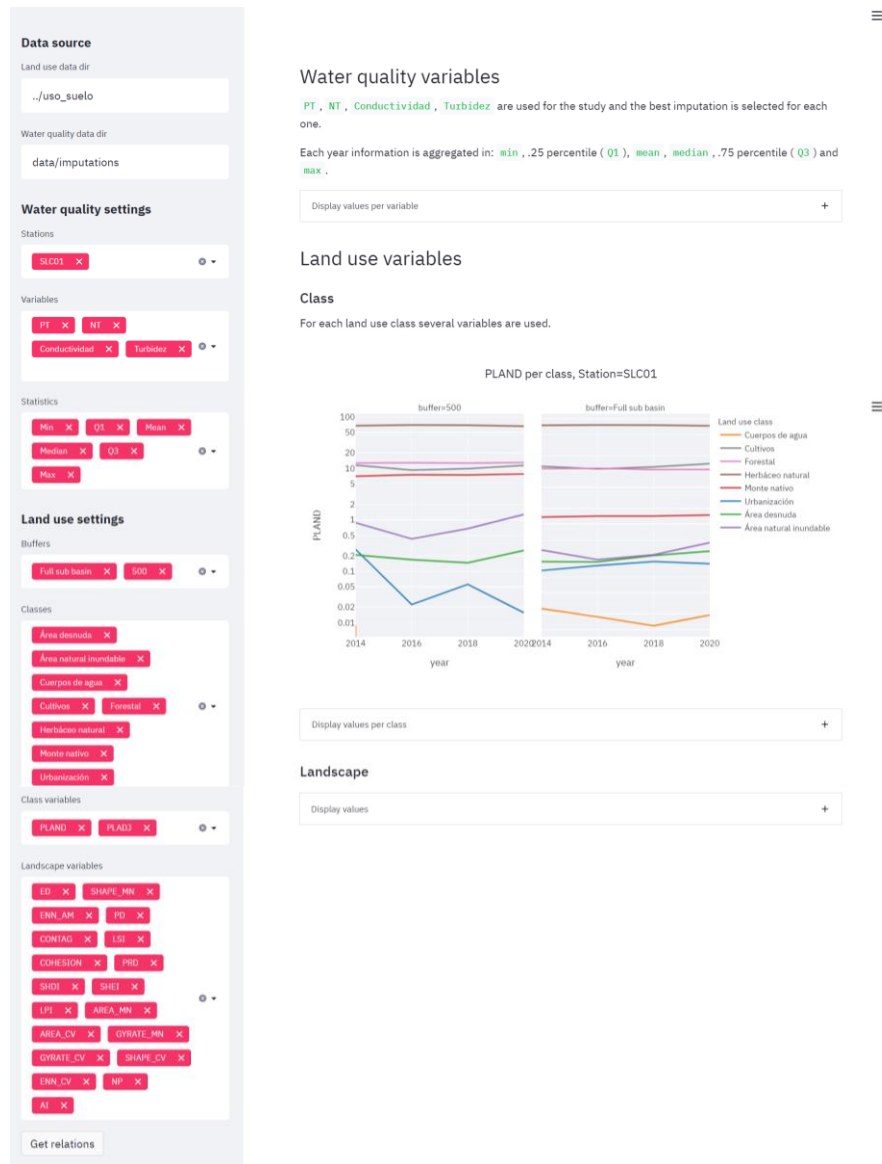 Data source
Land use data dir
../uso_suelo
Water quality data dir
data/imputations
Water quality settings
Stations
SLC01
Variables
PT NT
Conductividad Turbidez
Statistics
Min Q1 Mean
Median Q3
Max
Land use settings
Buffers
Full sub basin 500
Classes
Área desnuda
Área natural inundable
Cuerpos de agua
Cultivos Forestal
Herbáceo natural
Monte nativo
Urbanización
Class variables
PLAND PLADJ
Landscape variables
ED SHAPE_MN
ENN_AM PD
CONTAG LSI
COHESION PRD
SHDI SHEI
LPI AREA_MN
AREA_CV GYRATE_MN
GYRATE_CV SHAPE_CV
ENN_CV NP
AI
Get relations
Water quality variables
PT , NT , Conductividad , Turbidez are used for the study and the best imputation is selected for each
one.
Each year information is aggregated in: min , .25 percentile ( Q1 ), mean , median , .75 percentile ( Q3 ) and
max .
Display values per variable +
Land use variables
Class
For each land use class several variables are used.
PLAND per class, Station=SLC01
buffer=500 buffer=Full sub basin
100
50
20
10
5
2
1
0.5
0.2
0.1
0.05
0.02
0.01
PLAND
2014 2016 2018 2020 2014 2016 2018 2020
year year
Land use class
Cuerpos de agua
Cultivos
Forestal
Herbáceo natural
Monte nativo
Urbanización
Área desnuda
Área natural inundable
Display values per class +
Landscape
Display values +